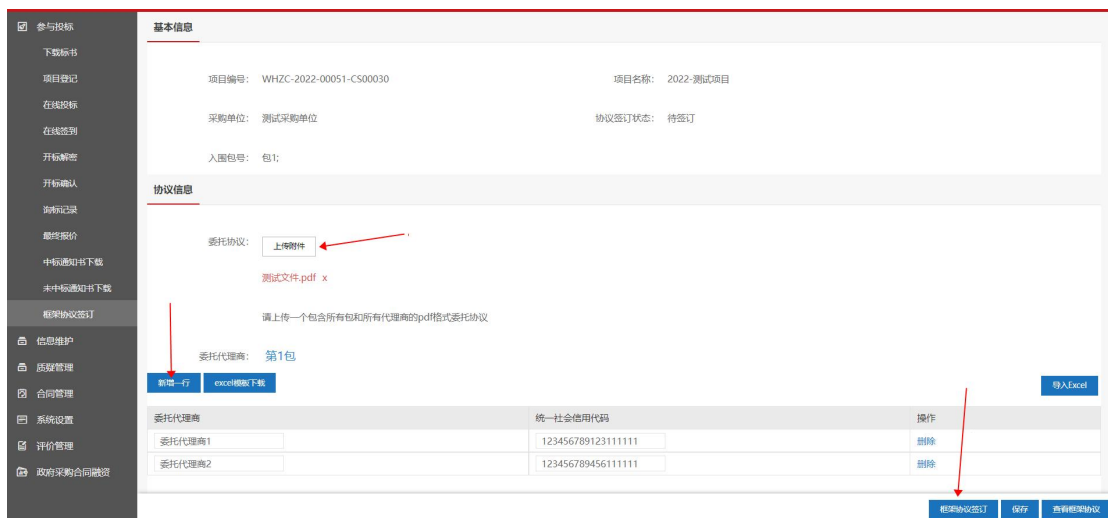 参与投标
下载标书
项目登记
在线投标
在线签到
开标解密
开标确认
询标记录
最终报价
中标通知书下载
未中标通知书下载
框架协议签订
信息维护
质疑管理
合同管理
系统设置
评价管理
政府采购合同融资
基本信息
项目编号： WHZC-2022-00051-CS00030 项目名称： 2022-测试项目
采购单位： 测试采购单位 协议签订状态： 待签订
入围包号： 包1;
协议信息
委托协议： 上传附件
测试文件.pdf x
请上传一个包含所有包和所有代理商的pdf格式委托协议
委托代理商： 第1包
新增一行 excel模板下载 导入Excel
委托代理商 统一社会信用代码 操作
委托代理商1 123456789123111111 删除
委托代理商2 123456789456111111 删除
框架协议签订 保存 查看框架协议